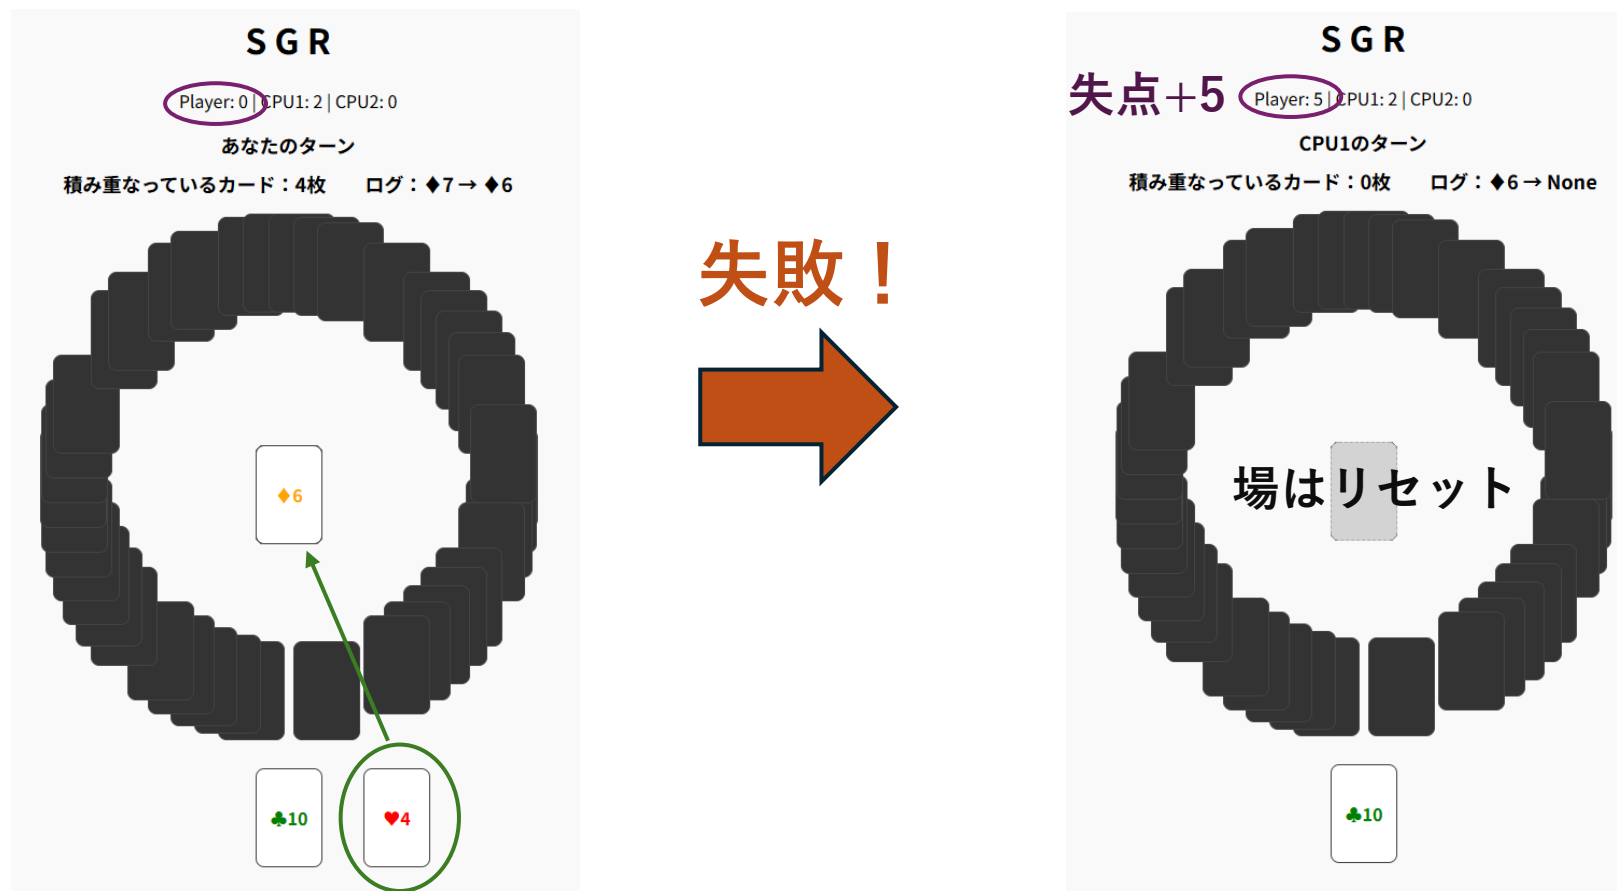 SGR
Player: 0 | CPU1: 2 | CPU2: 0
あなたのターン
積み重なっているカード：4枚 ログ：♦7 → ♦6
♦6
♣10
♥4
失敗！
SGR
失点+5
Player: 5 | CPU1: 2 | CPU2: 0
CPU1のターン
積み重なっているカード：0枚 ログ：♦6 → None
場はリセット
♣10